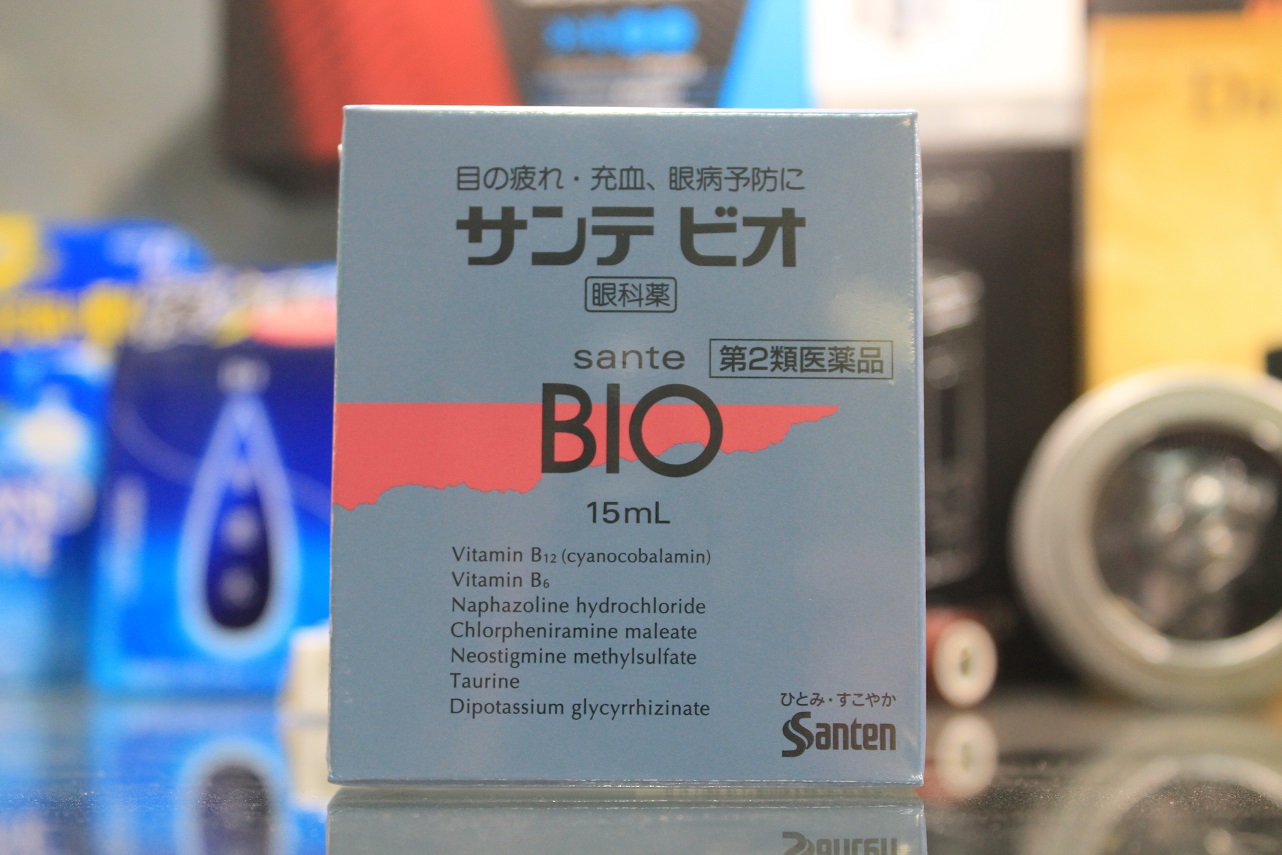 目の疲れ・充血、眼病予防に
サンテ ビオ
眼科薬
sante
第2類医薬品
BIO
15mL
Vitamin B₁₂ (cyanocobalamin)
Vitamin B₆
Naphazoline hydrochloride
Chlorpheniramine maleate
Neostigmine methylsulfate
Taurine
Dipotassium glycyrrhizinate
ひとみ・すこやか
Santen